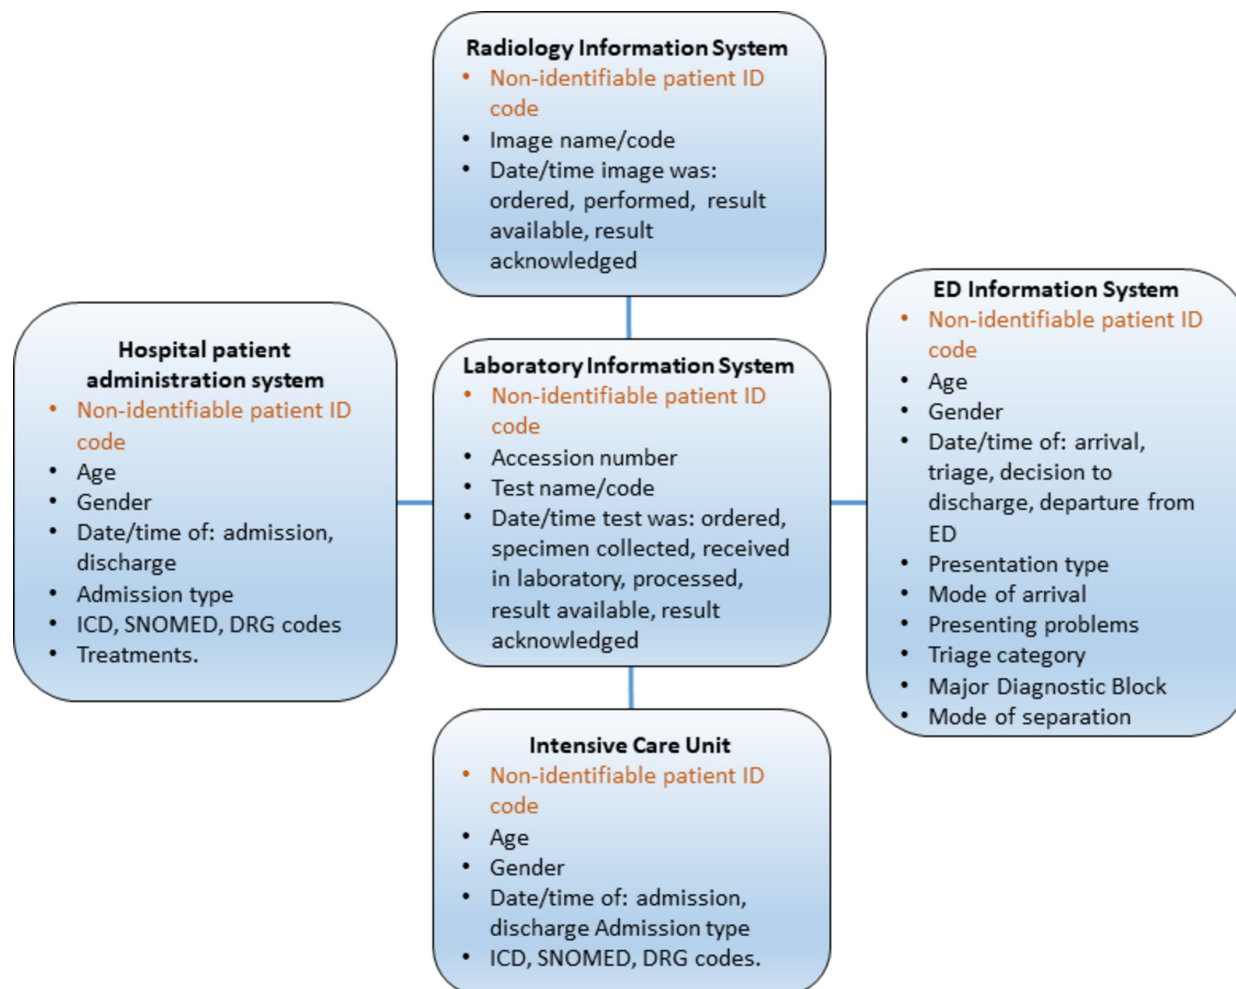 Radiology Information System
• Non-identifiable patient ID
code
• Image name/code
• Date/time image was:
ordered, performed, result
available, result
acknowledged
Hospital patient
administration system
• Non-identifiable patient ID
code
• Age
• Gender
• Date/time of: admission,
discharge
• Admission type
• ICD, SNOMED, DRG codes
• Treatments.
Laboratory Information System
• Non-identifiable patient ID
code
• Accession number
• Test name/code
• Date/time test was: ordered,
specimen collected, received
in laboratory, processed,
result available, result
acknowledged
ED Information System
• Non-identifiable patient ID
code
• Age
• Gender
• Date/time of: arrival,
triage, decision to
discharge, departure from
ED
• Presentation type
• Mode of arrival
• Presenting problems
• Triage category
• Major Diagnostic Block
• Mode of separation
Intensive Care Unit
• Non-identifiable patient ID
code
• Age
• Gender
• Date/time of: admission,
discharge Admission type
• ICD, SNOMED, DRG codes.